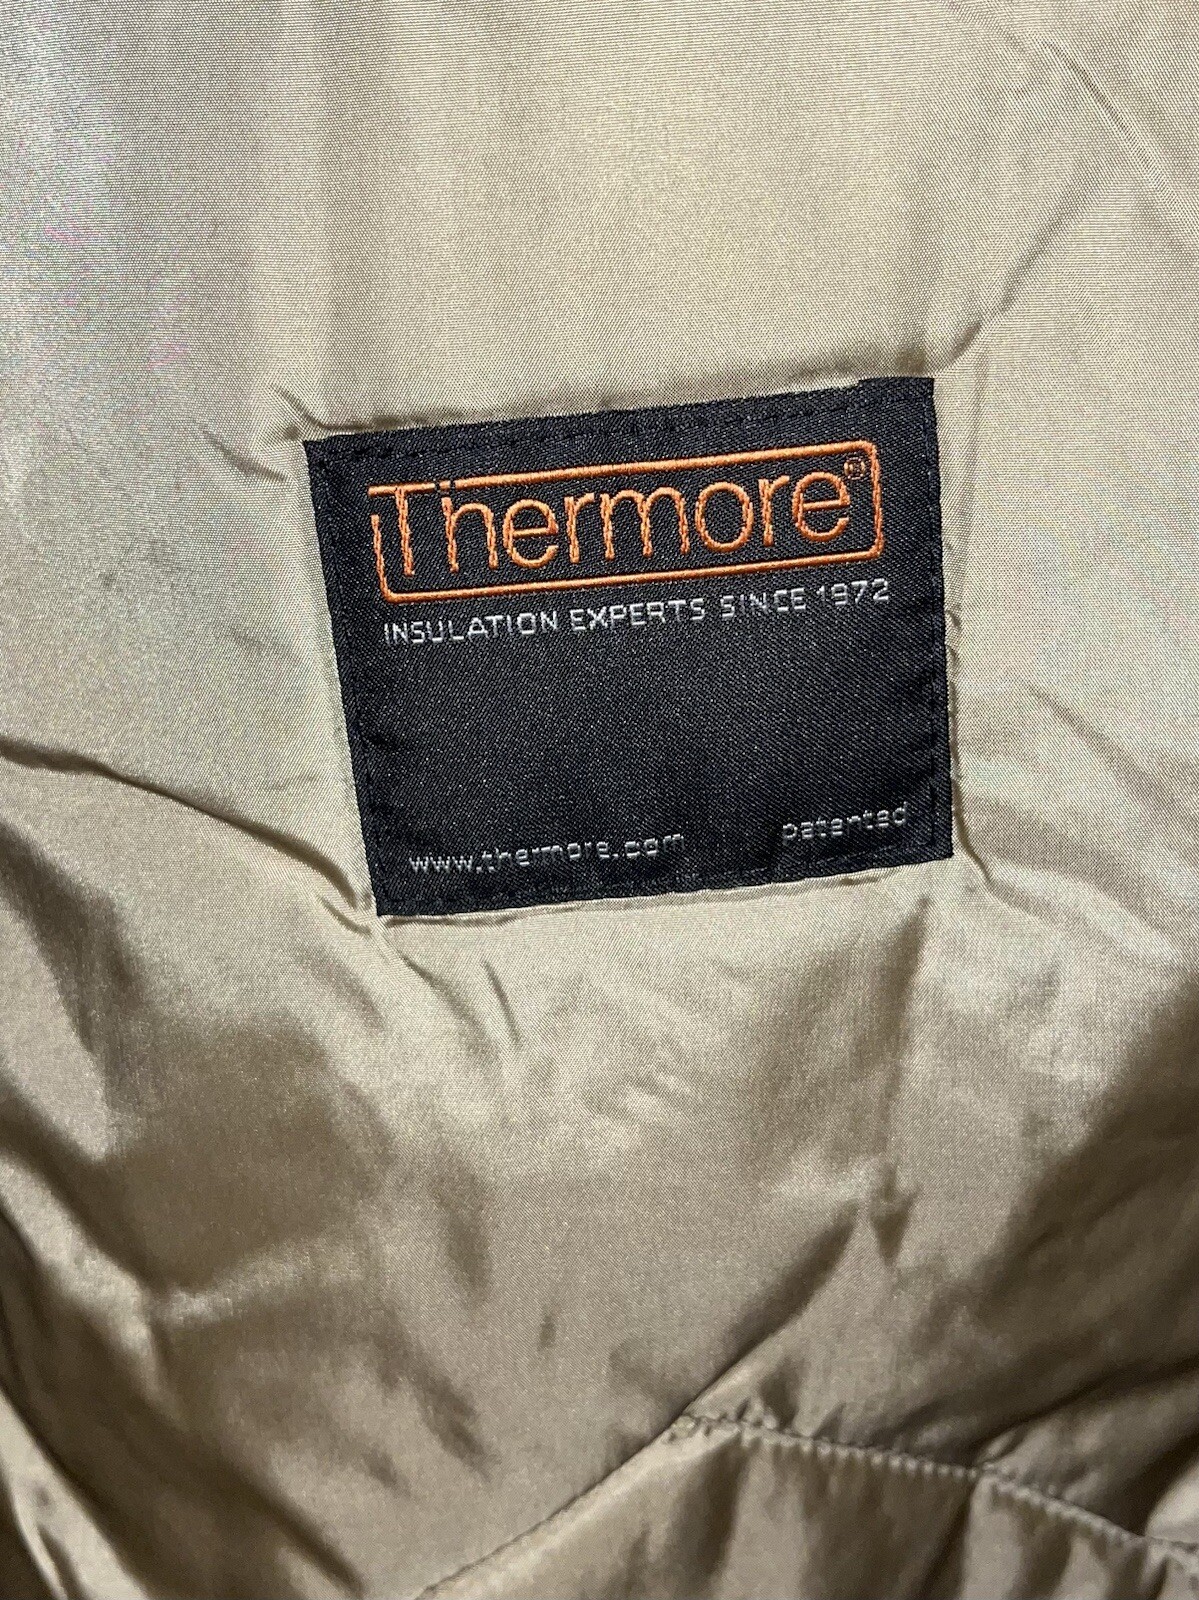 Thermore®
INSULATION EXPERTS SINCE 1972
www.thermore.com
patented